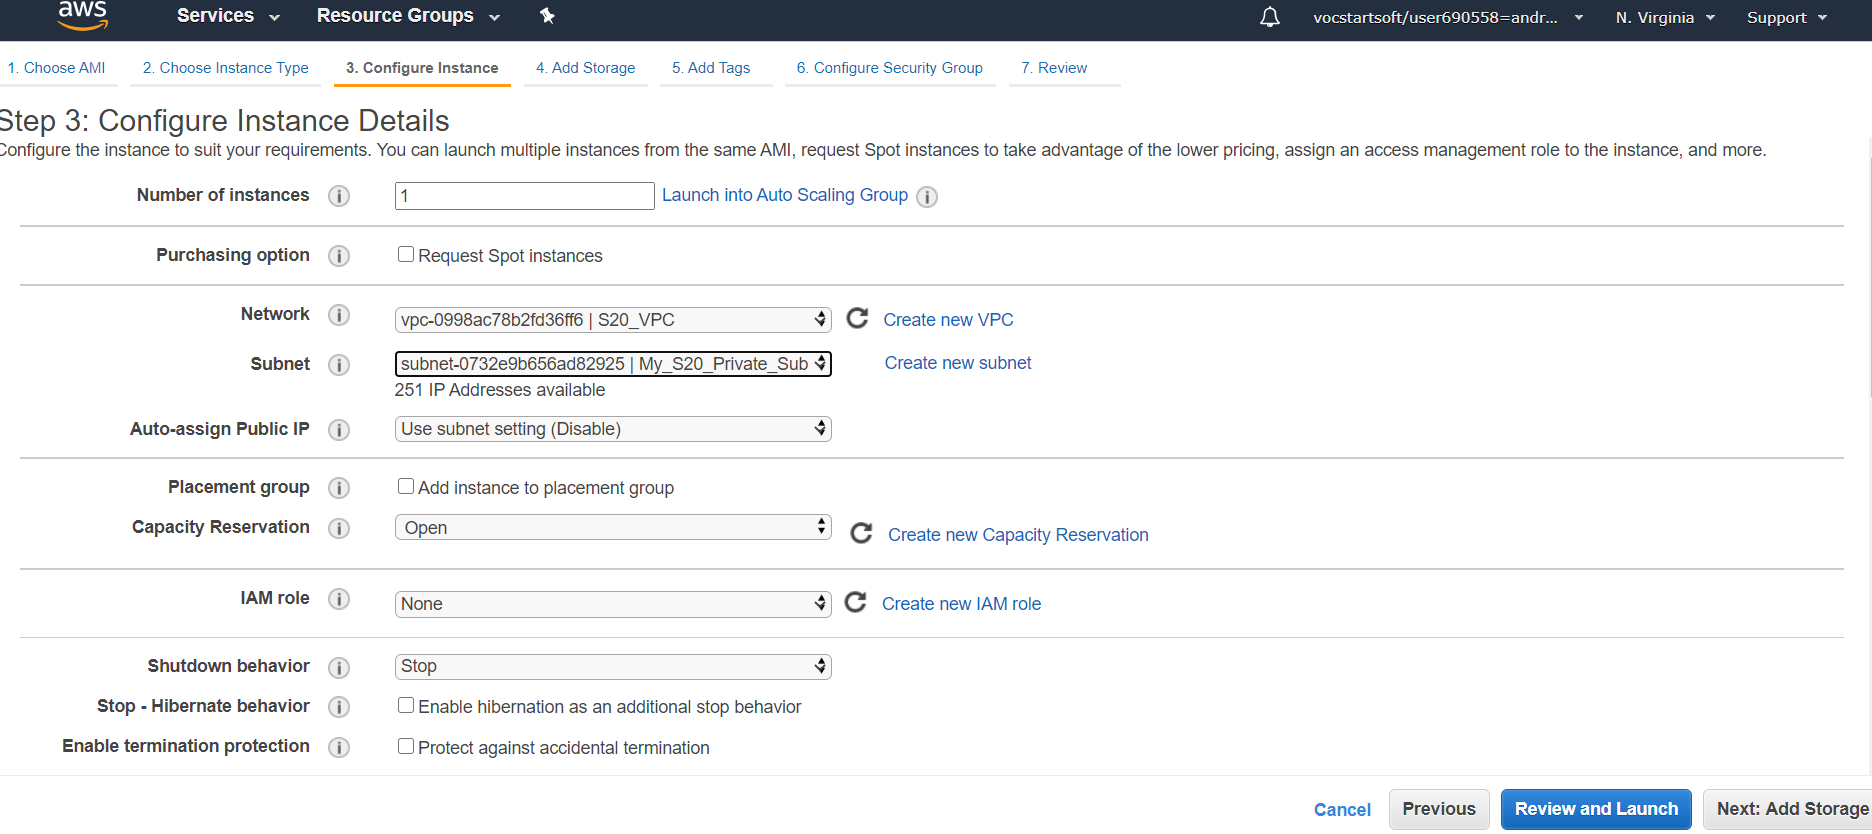 aws Services Resource Groups vocstartsoft/user690558=andr... N. Virginia Support
1. Choose AMI 2. Choose Instance Type 3. Configure Instance 4. Add Storage 5. Add Tags 6. Configure Security Group 7. Review
Step 3: Configure Instance Details
Configure the instance to suit your requirements. You can launch multiple instances from the same AMI, request Spot instances to take advantage of the lower pricing, assign an access management role to the instance, and more.
Number of instances i 1 Launch into Auto Scaling Group i
Purchasing option i Request Spot instances
Network i vpc-0998ac78b2fd36ff6 | S20_VPC Create new VPC
Subnet i subnet-0732e9b656ad82925 | My_S20_Private_Sub Create new subnet
251 IP Addresses available
Auto-assign Public IP i Use subnet setting (Disable)
Placement group i Add instance to placement group
Capacity Reservation i Open Create new Capacity Reservation
IAM role i None Create new IAM role
Shutdown behavior i Stop
Stop - Hibernate behavior i Enable hibernation as an additional stop behavior
Enable termination protection i Protect against accidental termination
Cancel Previous Review and Launch Next: Add Storage